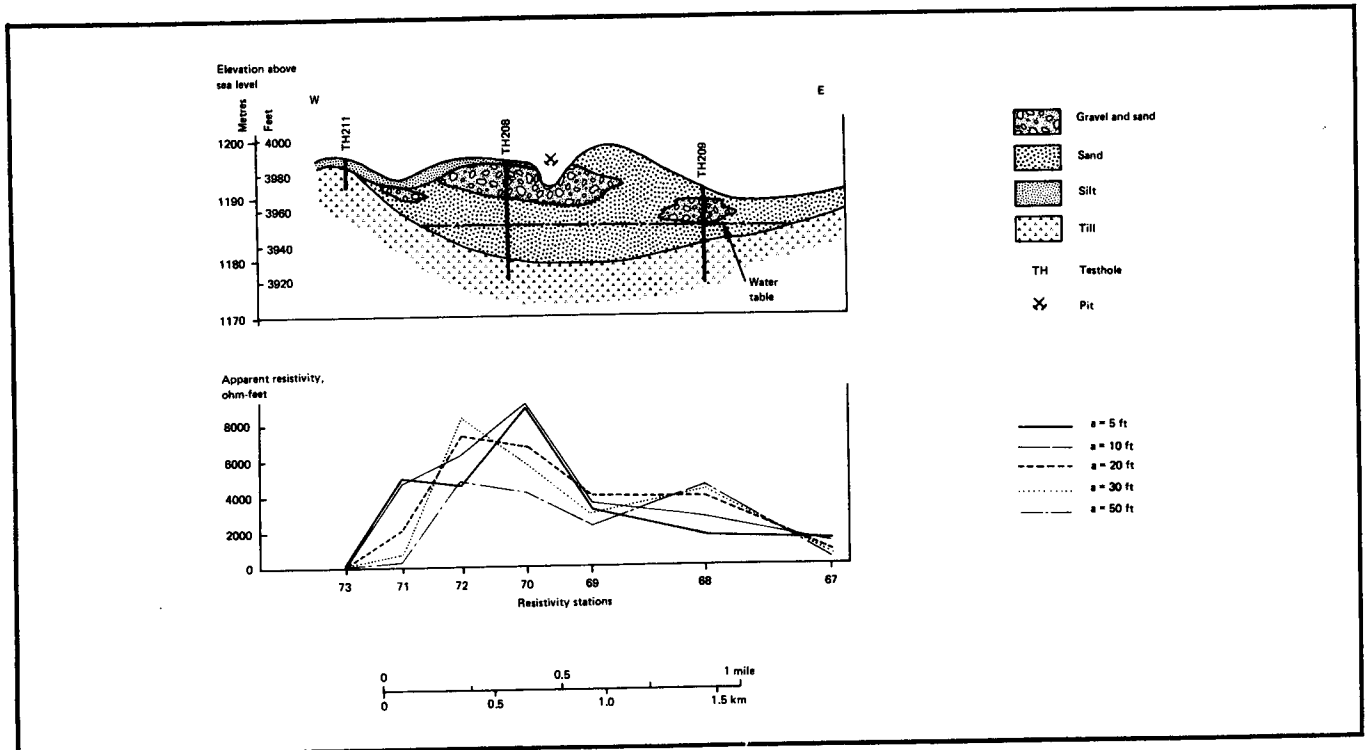 Elevation above
sea level
Metres
Feet
W
E
TH211
TH208
TH209
1200
4000
3980
1190
3960
3940
1180
3920
1170
Water
table
Gravel and sand
Sand
Silt
Till
TH Testhole
Pit
Apparent resistivity,
ohm-feet
8000
6000
4000
2000
0
73 71 72 70 69 68 67
Resistivity stations
a = 5 ft
a = 10 ft
a = 20 ft
a = 30 ft
a = 50 ft
0 0.5 1 mile
0 0.5 1.0 1.5 km